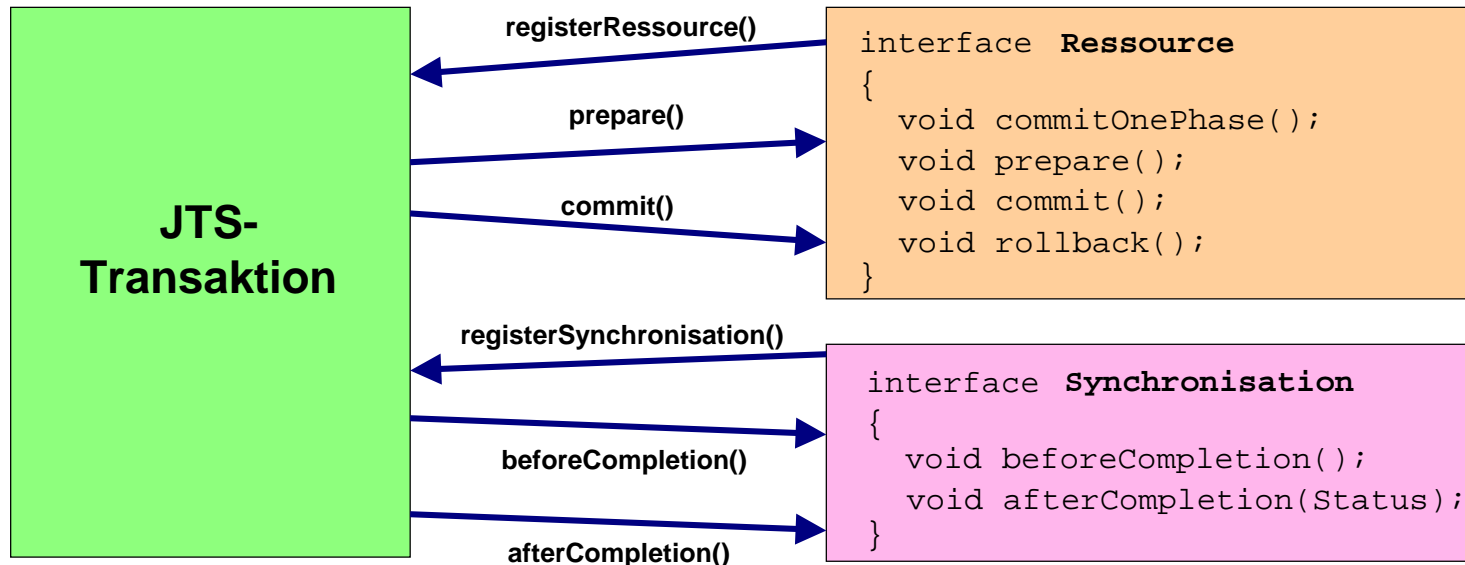 JTS-
Transaktion
registerRessource()
prepare()
commit()
registerSynchronisation()
beforeCompletion()
afterCompletion()
interface Ressource
{
void commitOnePhase();
void prepare();
void commit();
void rollback();
}
interface Synchronisation
{
void beforeCompletion();
void afterCompletion(Status);
}